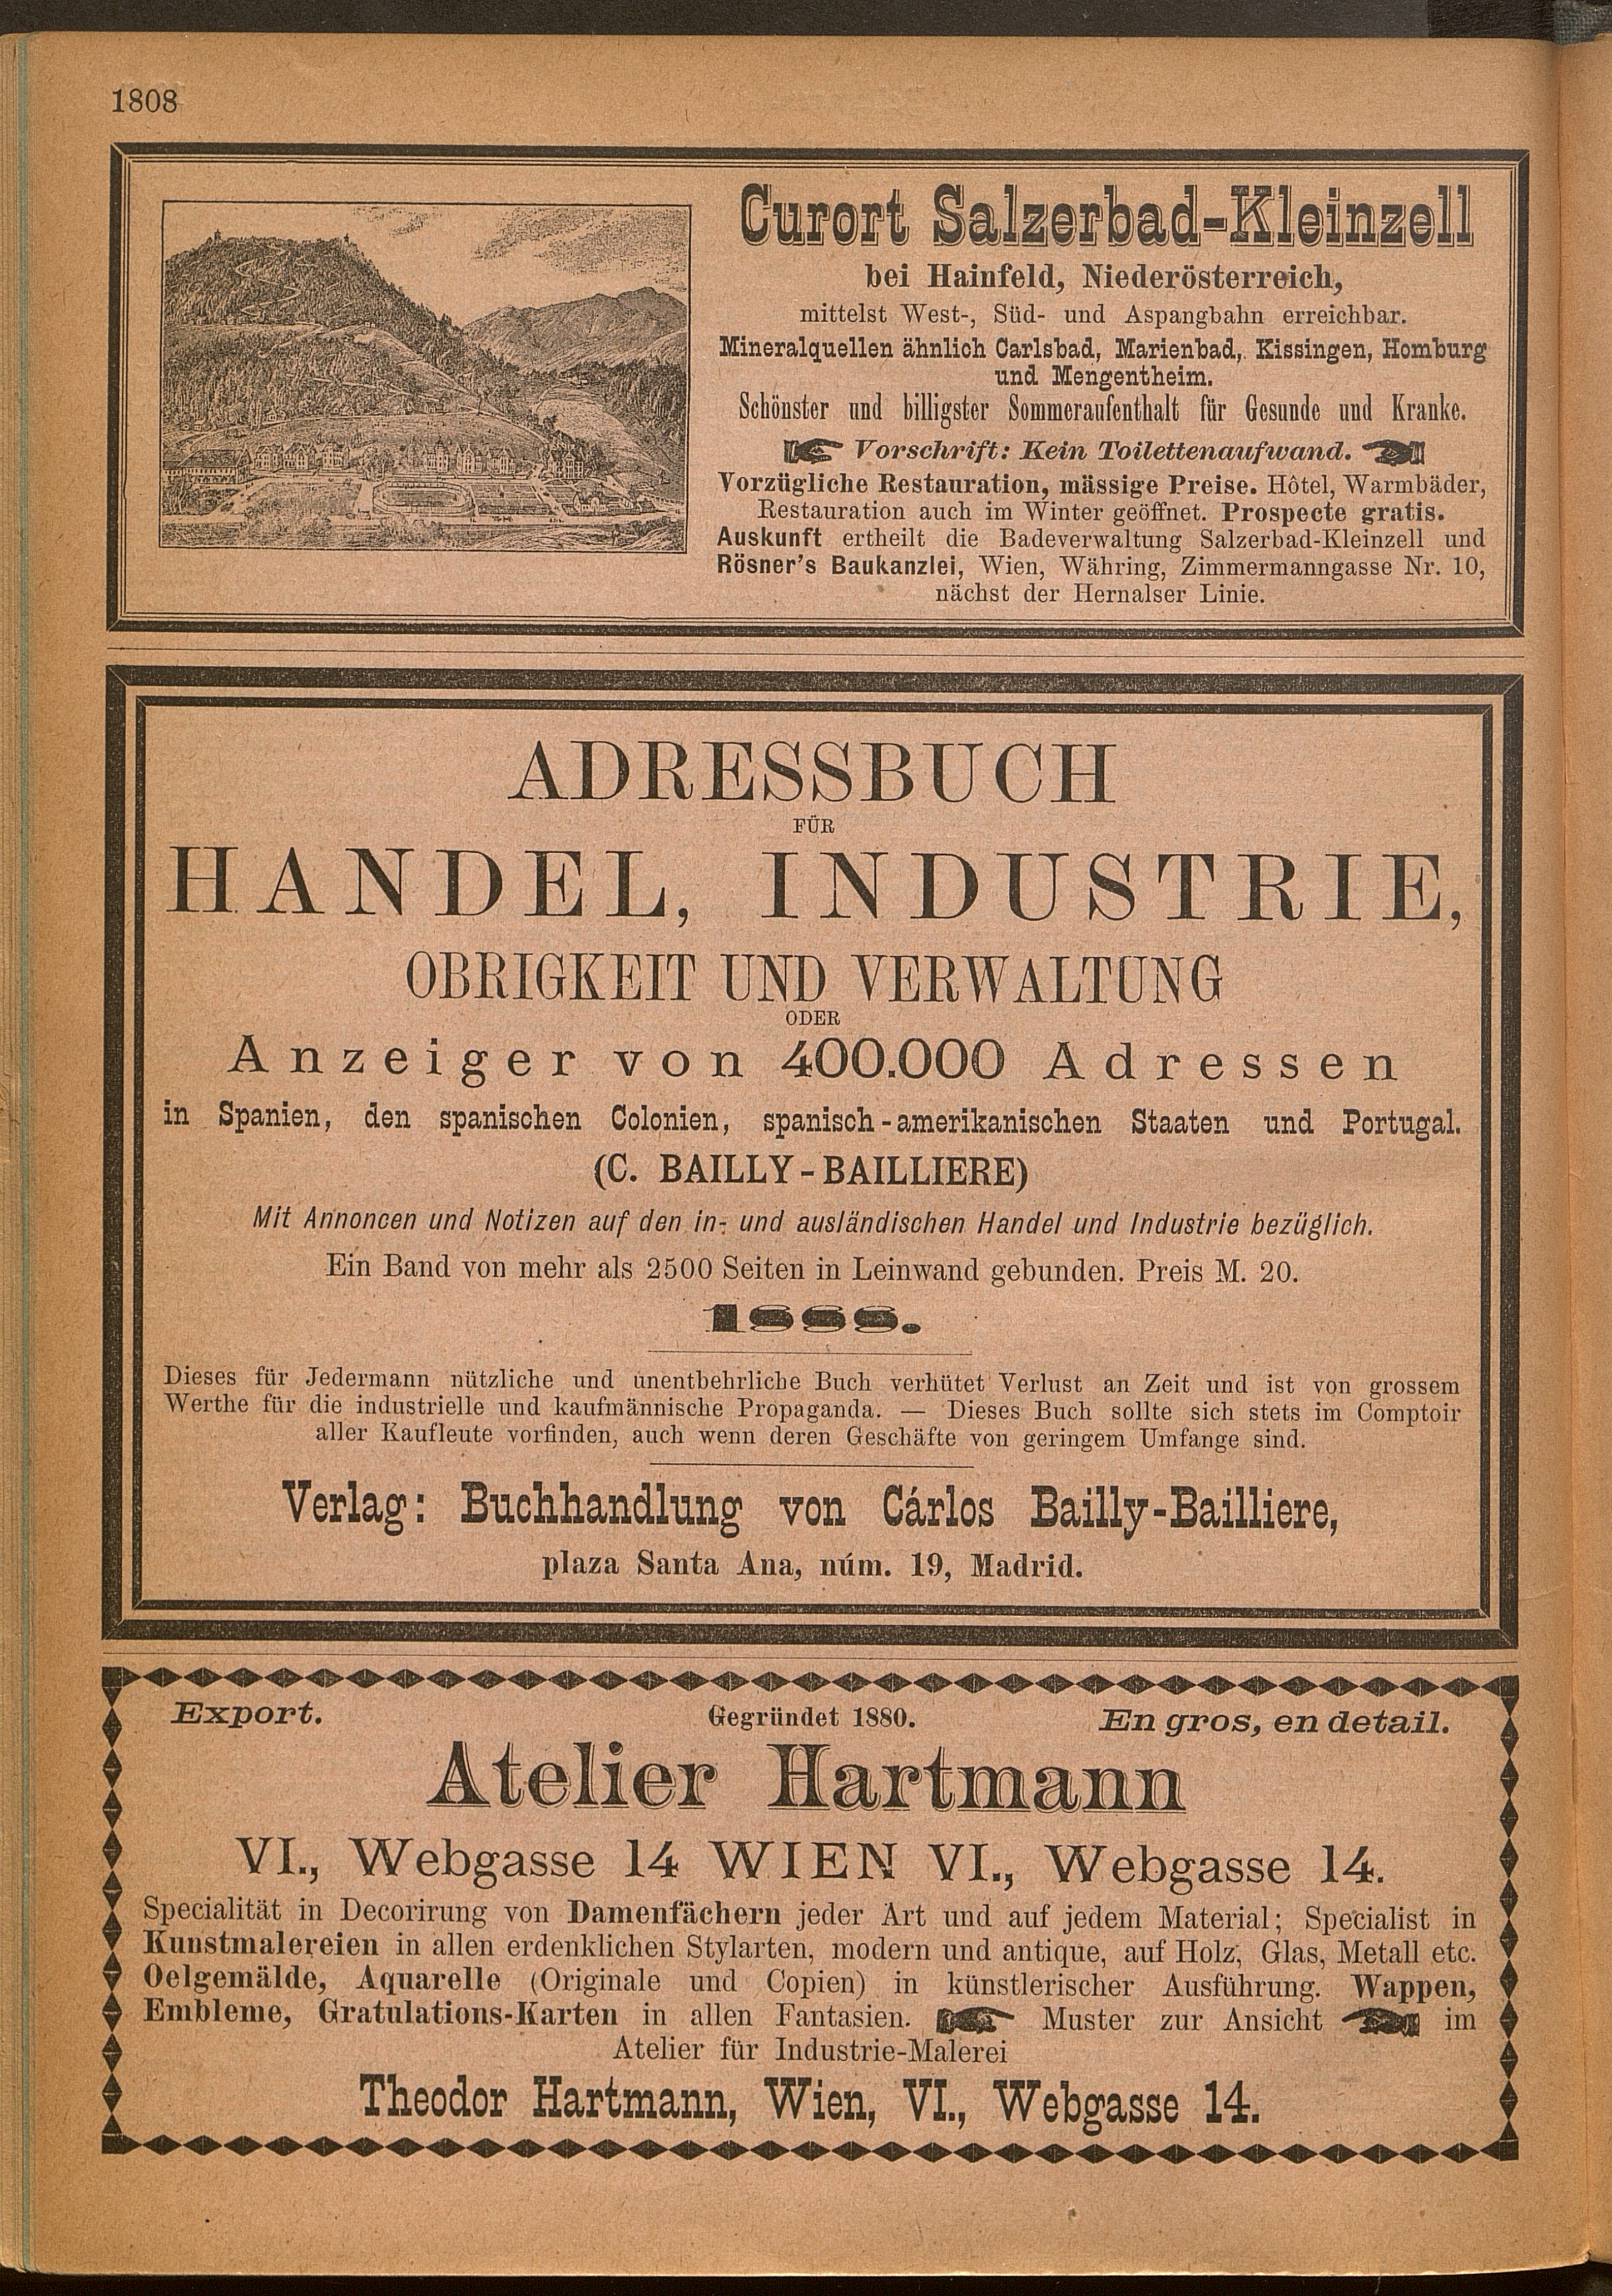 1808
Curort Salzerbad-Kleinzell
bei Hainfeld, Niederösterreich,
mittelst West-, Süd- und Aspangbahn erreichbar.
Mineralquellen ähnlich Carlsbad, Marienbad, Kissingen, Homburg
und Mengentheim.
Schönster und billigster Sommeraufenthalt für Gesunde und Kranke.
Vorschrift: Kein Toilettenaufwand.
Vorzügliche Restauration, mässige Preise. Hôtel, Warmbäder,
Restauration auch im Winter geöffnet. Prospecte gratis.
Auskunft ertheilt die Badeverwaltung Salzerbad-Kleinzell und
Rösner's Baukanzlei, Wien, Währing, Zimmermanngasse Nr. 10,
nächst der Hernalser Linie.
ADRESSBUCH
FÜR
HANDEL, INDUSTRIE,
OBRIGKEIT UND VERWALTUNG
ODER
Anzeiger von 400.000 Adressen
in Spanien, den spanischen Colonien, spanisch-amerikanischen Staaten und Portugal.
(C. BAILLY-BAILLIERE)
Mit Annoncen und Notizen auf den in- und ausländischen Handel und Industrie bezüglich.
Ein Band von mehr als 2500 Seiten in Leinwand gebunden. Preis M. 20.
1888.
Dieses für Jedermann nützliche und unentbehrliche Buch verhütet Verlust an Zeit und ist von grossem
Werthe für die industrielle und kaufmännische Propaganda. — Dieses Buch sollte sich stets im Comptoir
aller Kaufleute vorfinden, auch wenn deren Geschäfte von geringem Umfange sind.
Verlag: Buchhandlung von Cárlos Bailly-Bailliere,
plaza Santa Ana, núm. 19, Madrid.
Export. Gegründet 1880. En gros, en detail.
Atelier Hartmann
VI., Webgasse 14 WIEN VI., Webgasse 14.
Specialität in Decorirung von Damenfächern jeder Art und auf jedem Material; Specialist in
Kunstmalereien in allen erdenklichen Stylarten, modern und antique, auf Holz, Glas, Metall etc.
Oelgemälde, Aquarelle (Originale und Copien) in künstlerischer Ausführung. Wappen,
Embleme, Gratulations-Karten in allen Fantasien. Muster zur Ansicht im
Atelier für Industrie-Malerei
Theodor Hartmann, Wien, VI., Webgasse 14.